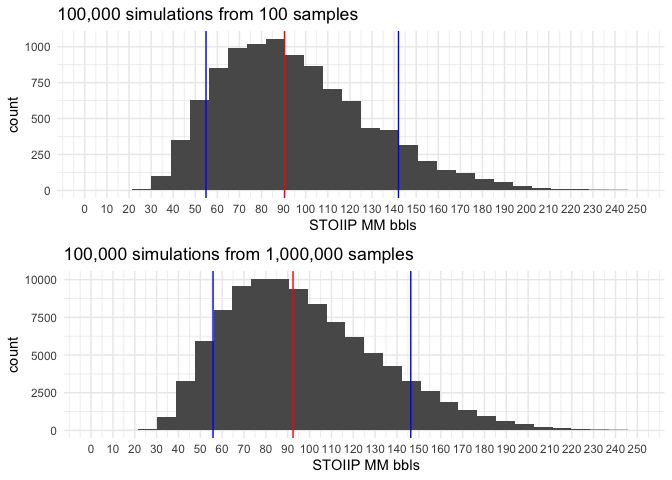 100,000 simulations from 100 samples
1000
750
500
250
0
count
0 10 20 30 40 50 60 70 80 90 100 110 120 130 140 150 160 170 180 190 200 210 220 230 240 250
STOIIP MM bbls
100,000 simulations from 1,000,000 samples
10000
7500
5000
2500
0
count
0 10 20 30 40 50 60 70 80 90 100 110 120 130 140 150 160 170 180 190 200 210 220 230 240 250
STOIIP MM bbls